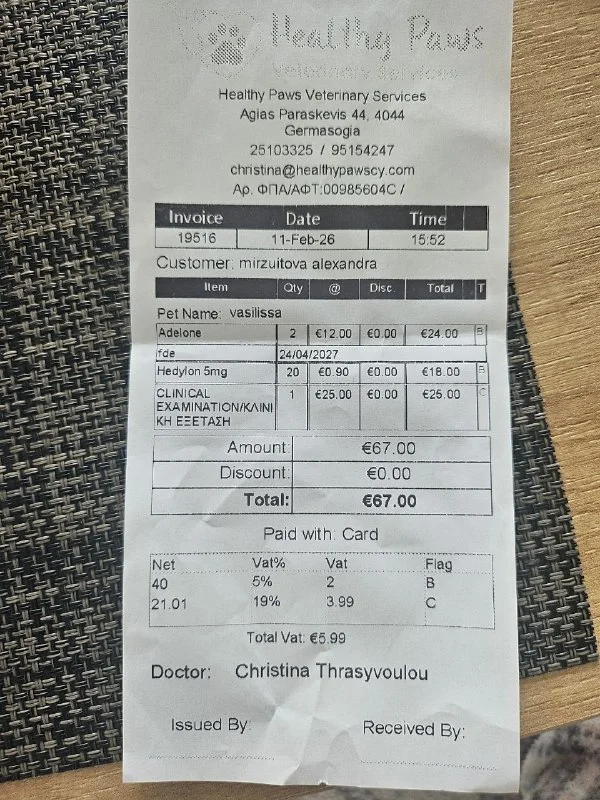 Healthy Paws
Veterinary Services
Healthy Paws Veterinary Services
Agias Paraskevis 44, 4044
Germasogia
25103325 / 95154247
christina@healthypawscy.com
Αρ. ΦΠΑ/ΑΦΤ:00985604C /
Invoice Date Time
19516 11-Feb-26 15:52
Customer: mirzuitova alexandra
Item Qty @ Disc. Total T
Pet Name: vasilissa
Adelone 2 €12.00 €0.00 €24.00 B
fde 24/04/2027
Hedylon 5mg 20 €0.90 €0.00 €18.00 B
CLINICAL 1 €25.00 €0.00 €25.00 C
EXAMINATION/ΚΛΙΝΙ
ΚΗ ΕΞΕΤΑΣΗ
Amount: €67.00
Discount: €0.00
Total: €67.00
Paid with: Card
Net Vat% Vat Flag
40 5% 2 B
21.01 19% 3.99 C
Total Vat: €5.99
Doctor: Christina Thrasyvoulou
Issued By: Received By: